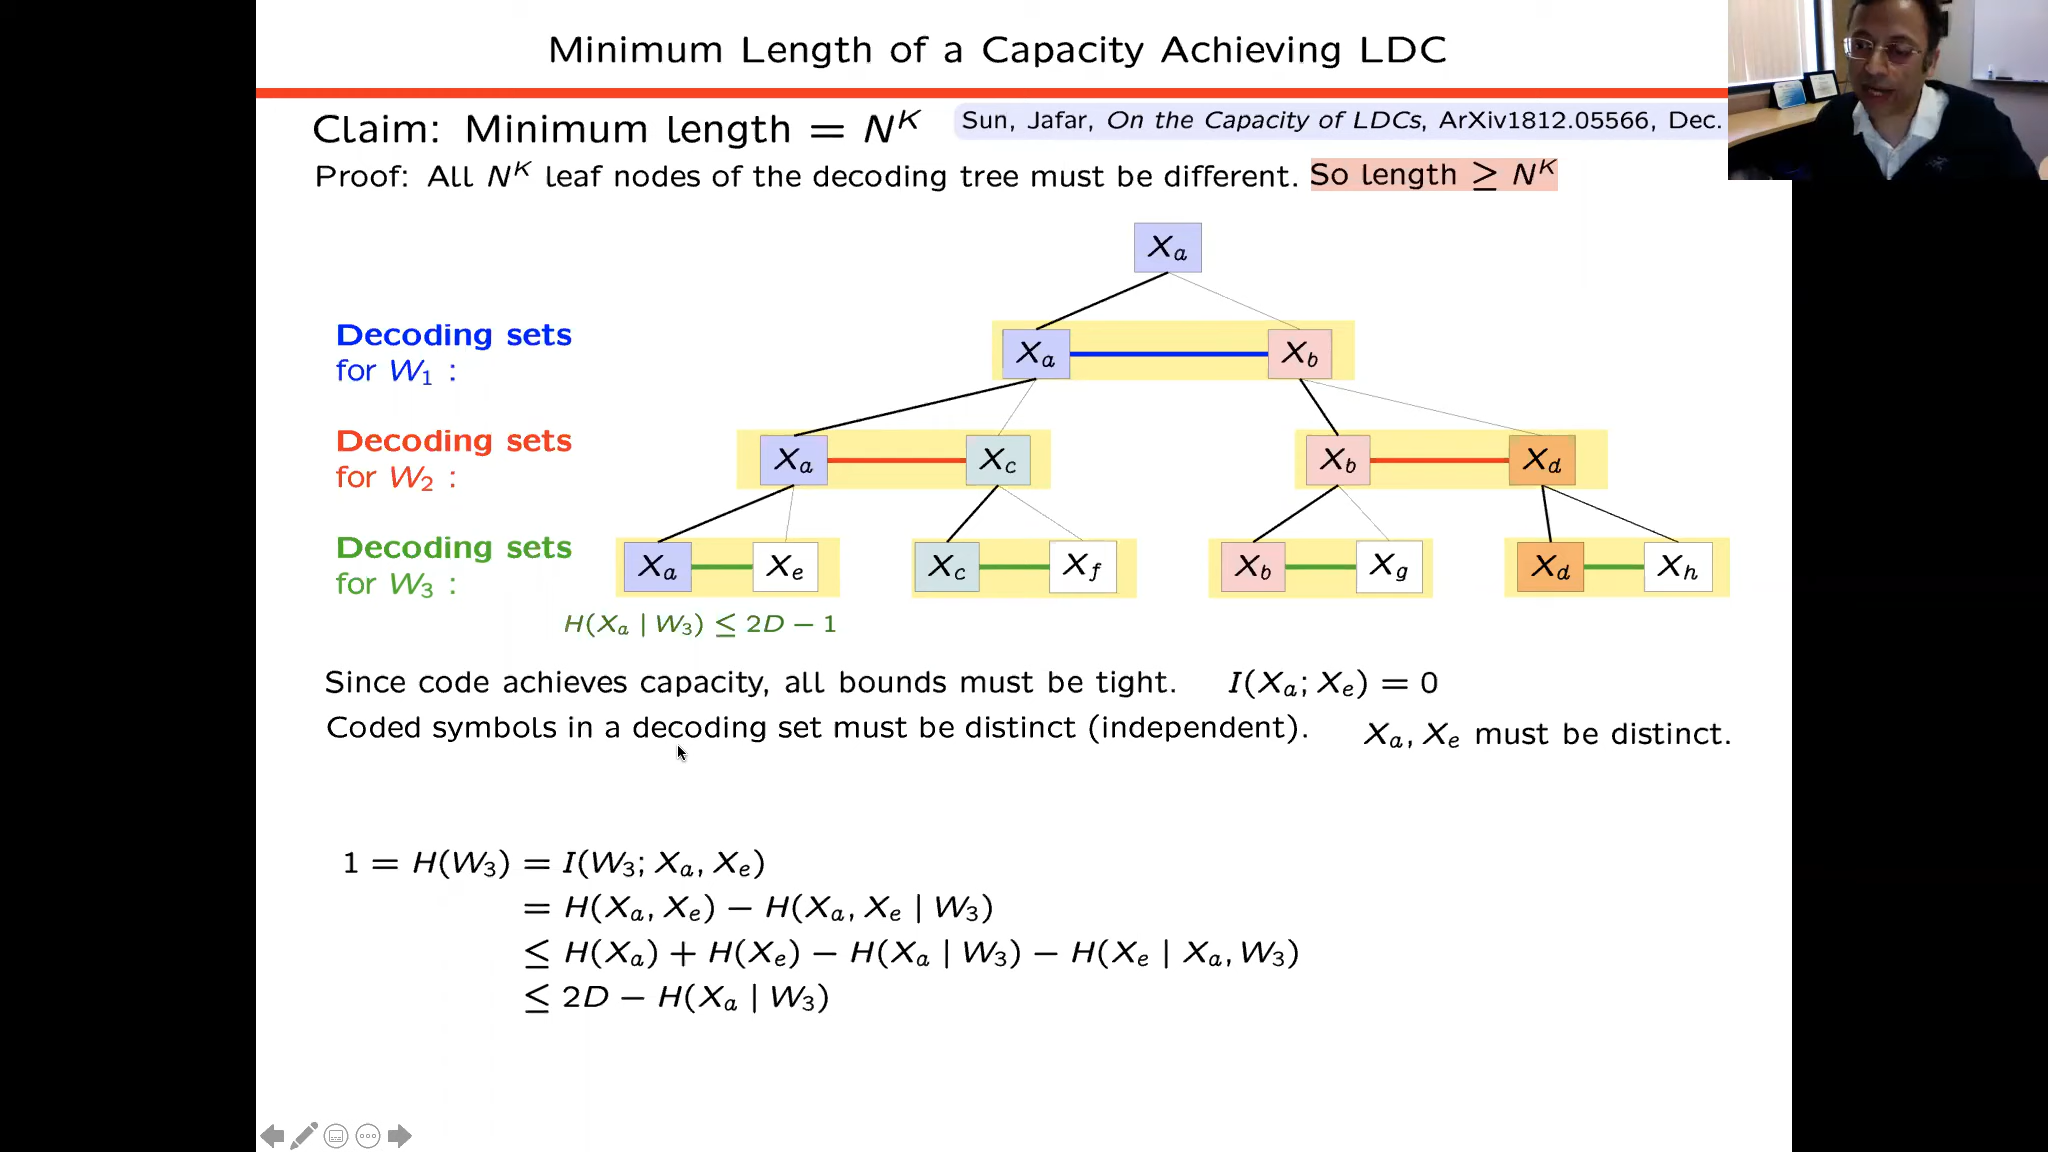 Minimum Length of a Capacity Achieving LDC
Claim: Minimum length = N^K
Sun, Jafar, On the Capacity of LDCs, ArXiv1812.05566, Dec.
Proof: All N^K leaf nodes of the decoding tree must be different. So length ≥ N^K
X_a
Decoding sets
for W_1 :
X_a X_b
Decoding sets
for W_2 :
X_a X_c X_b X_d
Decoding sets
for W_3 :
X_a X_e X_c X_f X_b X_g X_d X_h
H(X_a | W_3) ≤ 2D − 1
Since code achieves capacity, all bounds must be tight. I(X_a; X_e) = 0
Coded symbols in a decoding set must be distinct (independent). X_a, X_e must be distinct.
1 = H(W_3) = I(W_3; X_a, X_e)
= H(X_a, X_e) − H(X_a, X_e | W_3)
≤ H(X_a) + H(X_e) − H(X_a | W_3) − H(X_e | X_a, W_3)
≤ 2D − H(X_a | W_3)